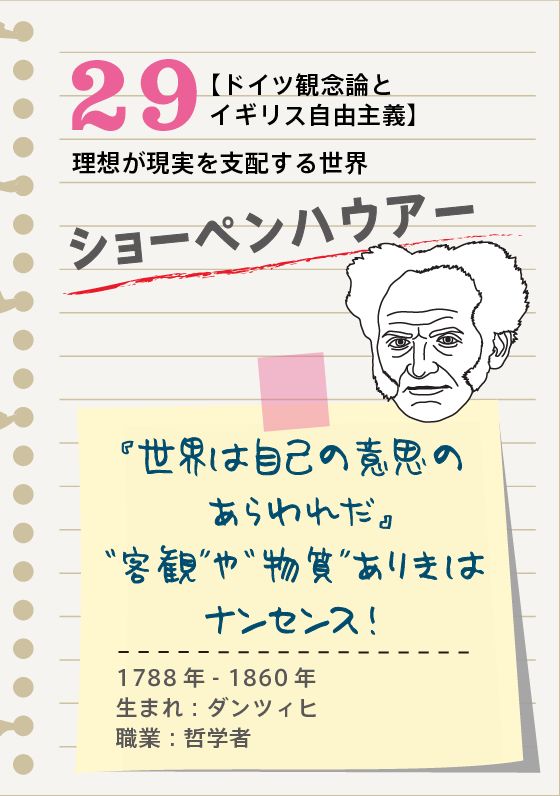 29
【ドイツ観念論と
イギリス自由主義】
理想が現実を支配する世界
ショーペンハウアー
『世界は自己の意思の
あらわれだ』
“客観”や“物質”ありきは
ナンセンス！
1788年-1860年
生まれ：ダンツィヒ
職業：哲学者